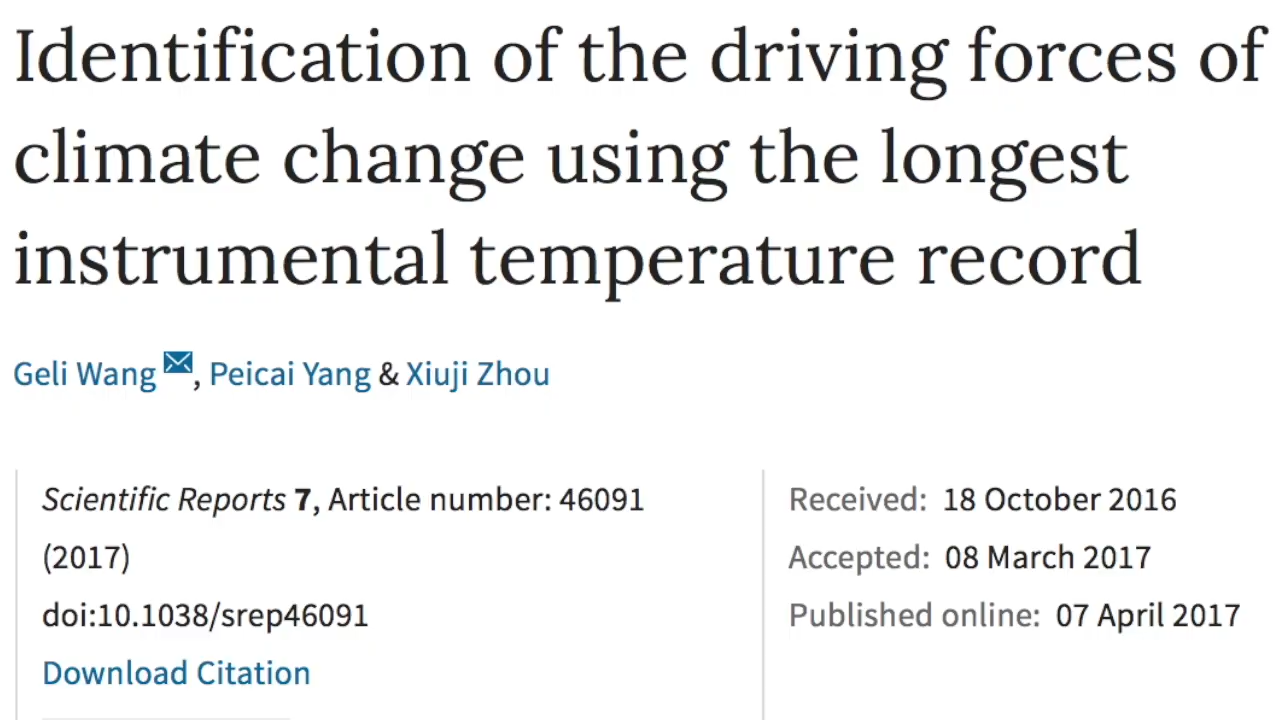 Identification of the driving forces of
climate change using the longest
instrumental temperature record
Geli Wang, Peicai Yang & Xiuji Zhou
Scientific Reports 7, Article number: 46091
(2017)
doi:10.1038/srep46091
Download Citation
Received: 18 October 2016
Accepted: 08 March 2017
Published online: 07 April 2017